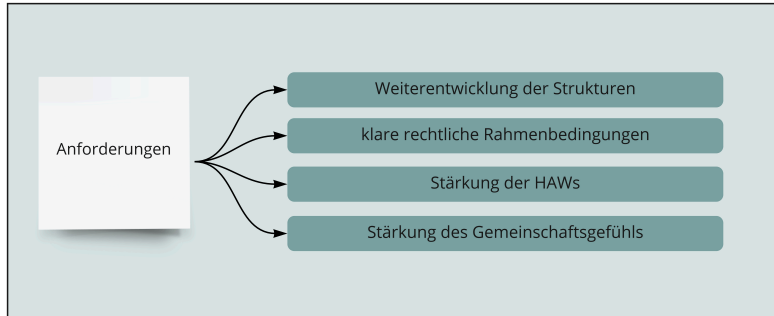 Anforderungen
Weiterentwicklung der Strukturen
klare rechtliche Rahmenbedingungen
Stärkung der HAWs
Stärkung des Gemeinschaftsgefühls